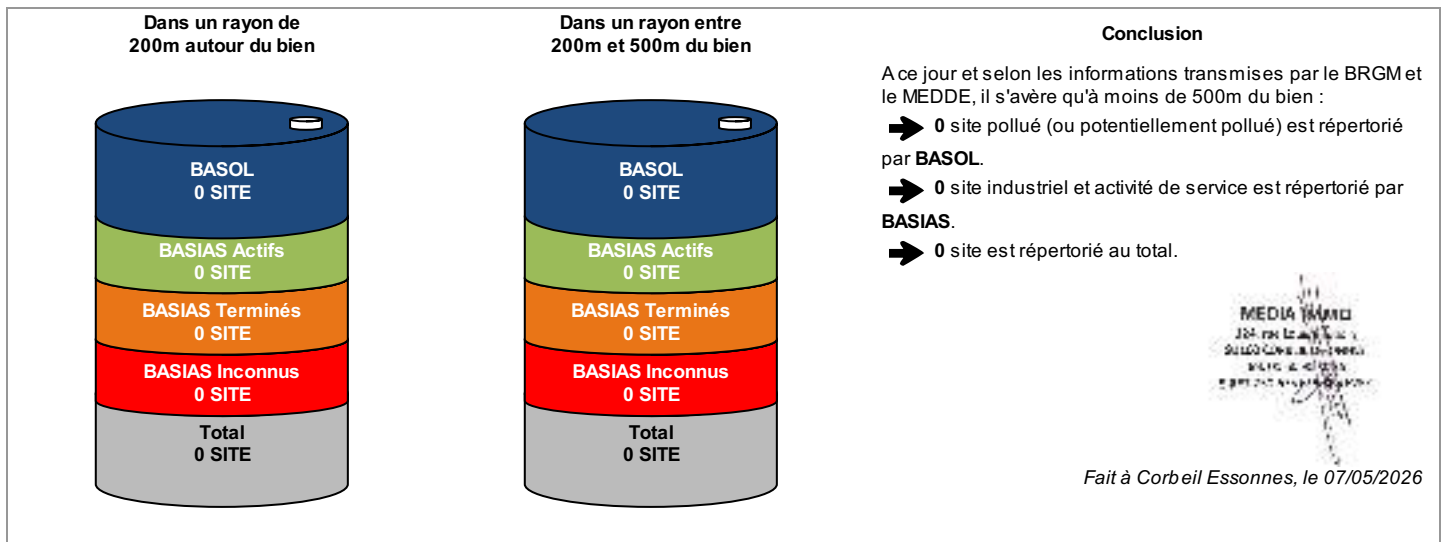 Dans un rayon de
200m autour du bien
BASOL
0 SITE
BASIAS Actifs
0 SITE
BASIAS Terminés
0 SITE
BASIAS Inconnus
0 SITE
Total
0 SITE
Dans un rayon entre
200m et 500m du bien
BASOL
0 SITE
BASIAS Actifs
0 SITE
BASIAS Terminés
0 SITE
BASIAS Inconnus
0 SITE
Total
0 SITE
Conclusion
A ce jour et selon les informations transmises par le BRGM et
le MEDDE, il s'avère qu'à moins de 500m du bien :
0 site pollué (ou potentiellement pollué) est répertorié
par BASOL.
0 site industriel et activité de service est répertorié par
BASIAS.
0 site est répertorié au total.
MEDIA IMMO
124, rue
Fait à Corbeil Essonnes, le 07/05/2026